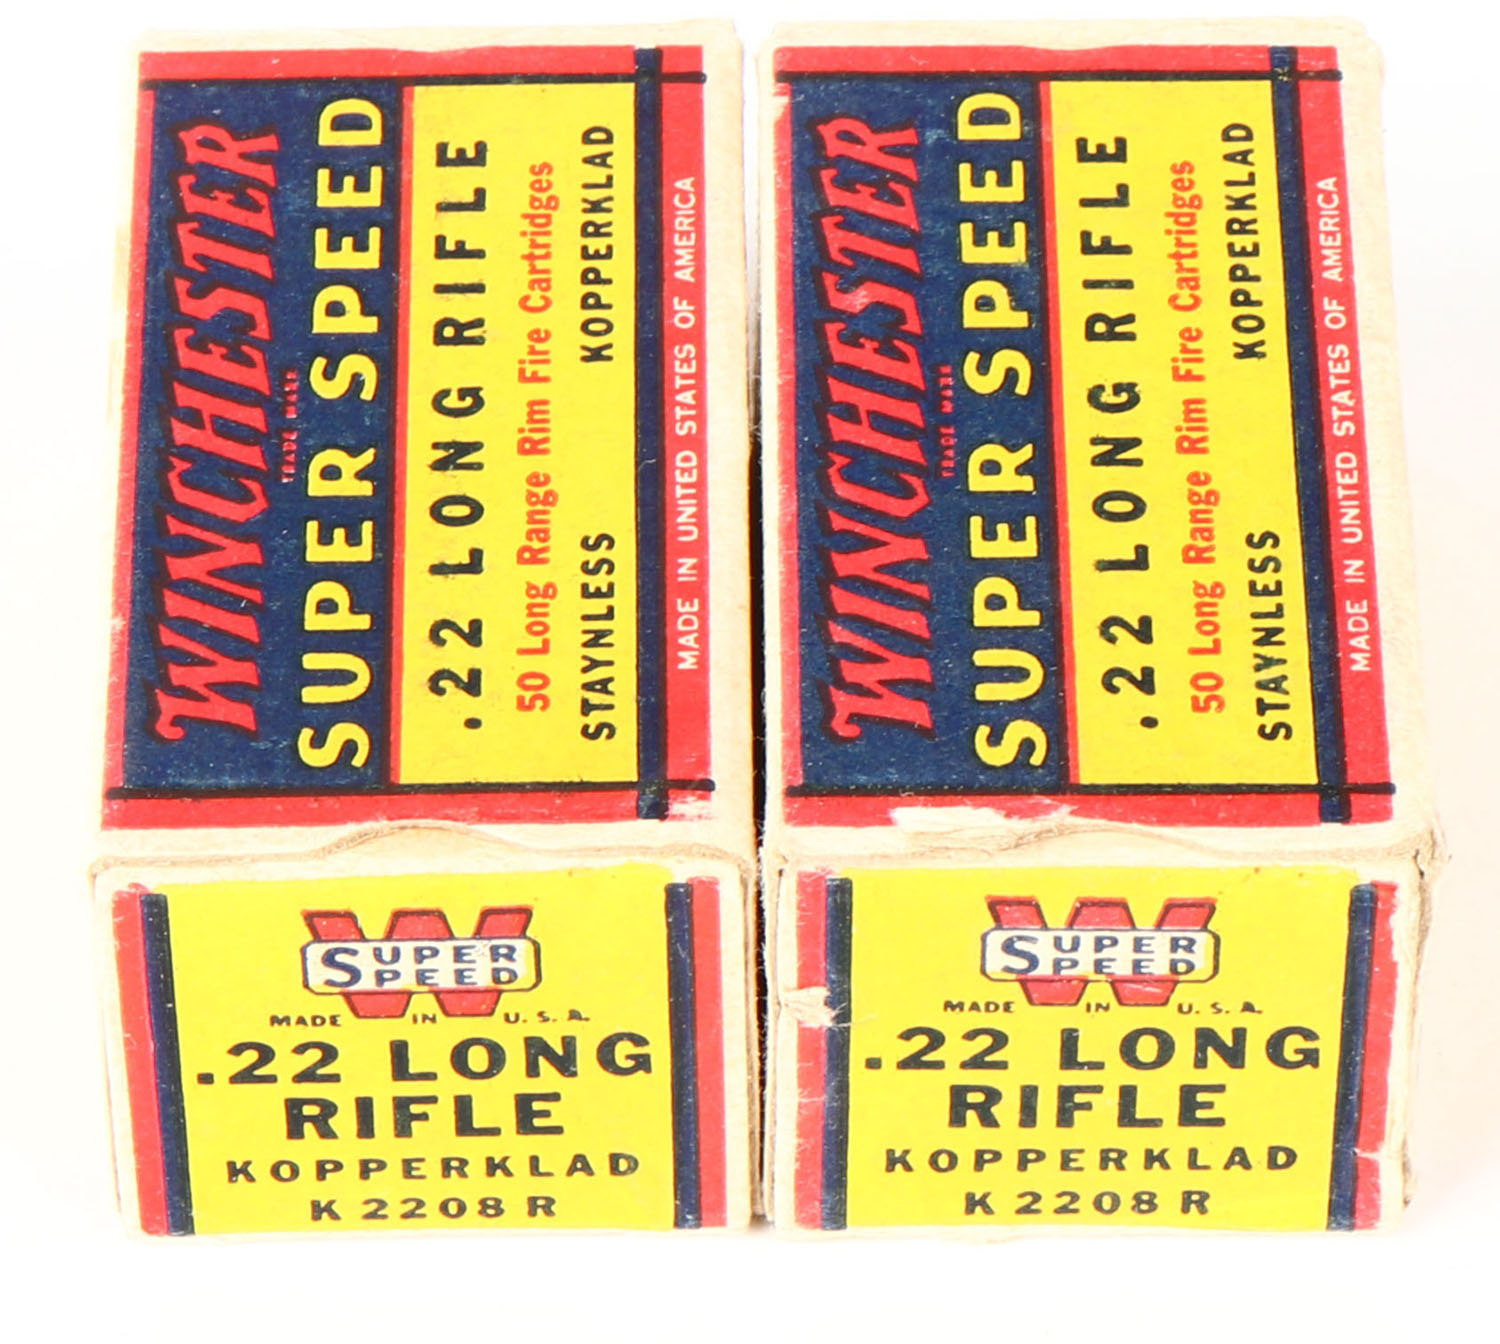 WINCHESTER
TRADE MARK
SUPER SPEED
.22 LONG RIFLE
50 Long Range Rim Fire Cartridges
STAYNLESS KOPPERKLAD
MADE IN UNITED STATES OF AMERICA
W
SUPER
SPEED
MADE IN U.S.A.
.22 LONG
RIFLE
KOPPERKLAD
K2208R
WINCHESTER
TRADE MARK
SUPER SPEED
.22 LONG RIFLE
50 Long Range Rim Fire Cartridges
STAYNLESS KOPPERKLAD
MADE IN UNITED STATES OF AMERICA
W
SUPER
SPEED
MADE IN U.S.A.
.22 LONG
RIFLE
KOPPERKLAD
K2208R